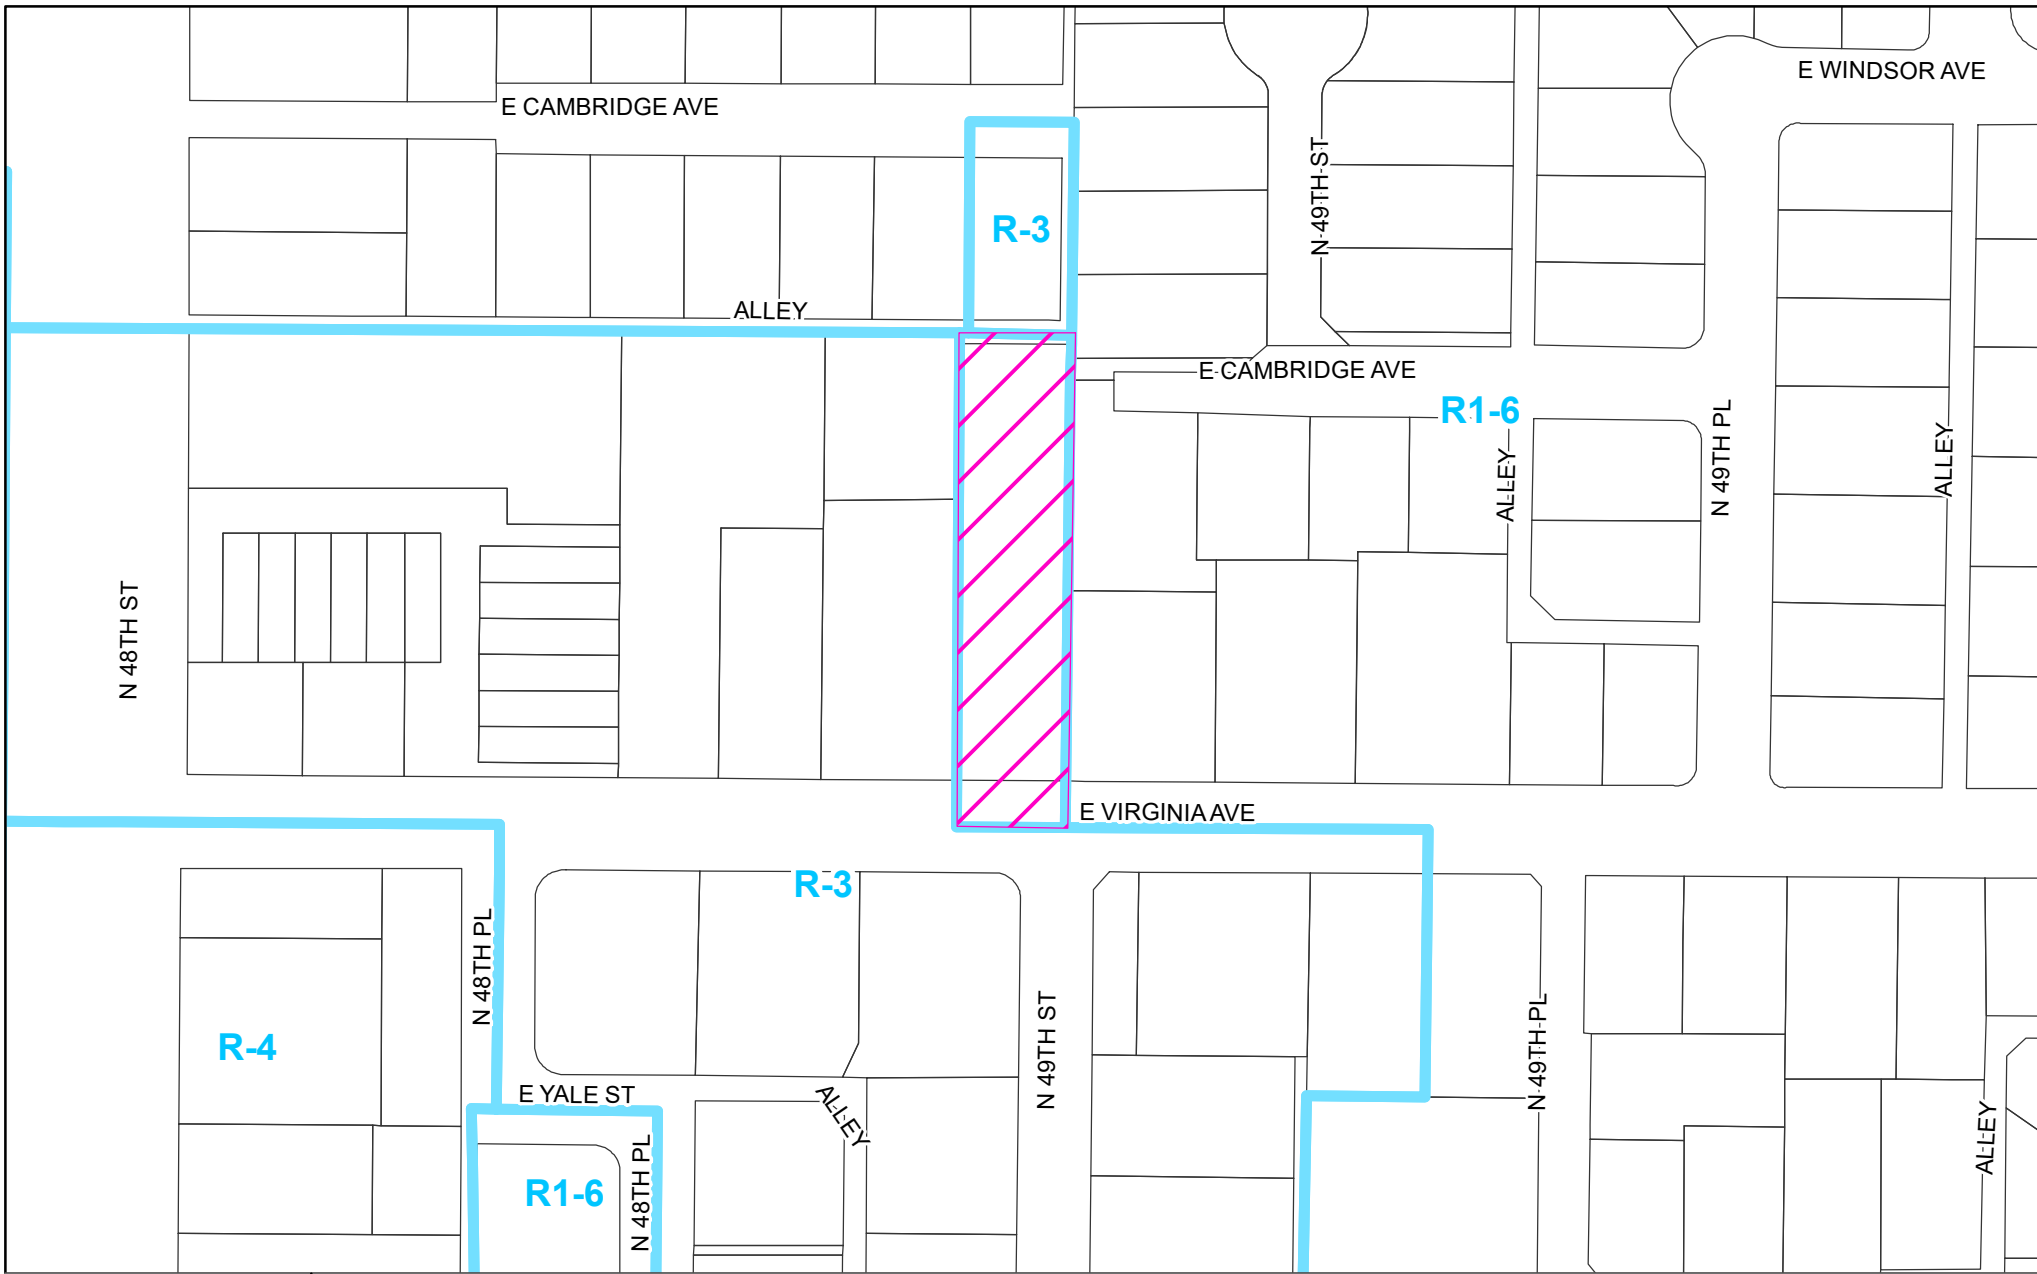 E WINDSOR AVE
E CAMBRIDGE AVE
N 49TH ST
R-3
ALLEY
E CAMBRIDGE AVE
R1-6
N 49TH PL
ALLEY
ALLEY
N 48TH ST
E VIRGINIA AVE
R-3
N 48TH PL
R-4
N 49TH ST
N 49TH PL
E YALE ST
ALLEY
ALLEY
R1-6
N 48TH PL